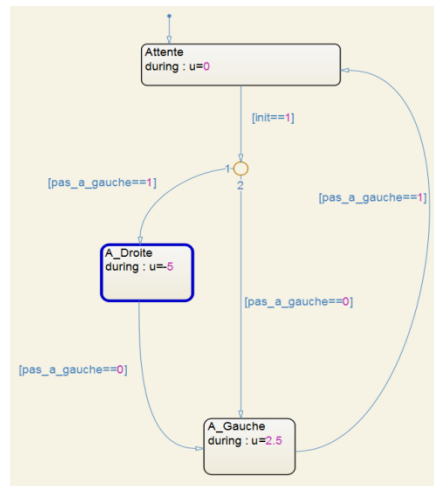 Attente
during : u=0
[init==1]
1
2
[pas_a_gauche==1]
[pas_a_gauche==1]
A_Droite
during : u=-5
[pas_a_gauche==0]
[pas_a_gauche==0]
A_Gauche
during : u=2.5